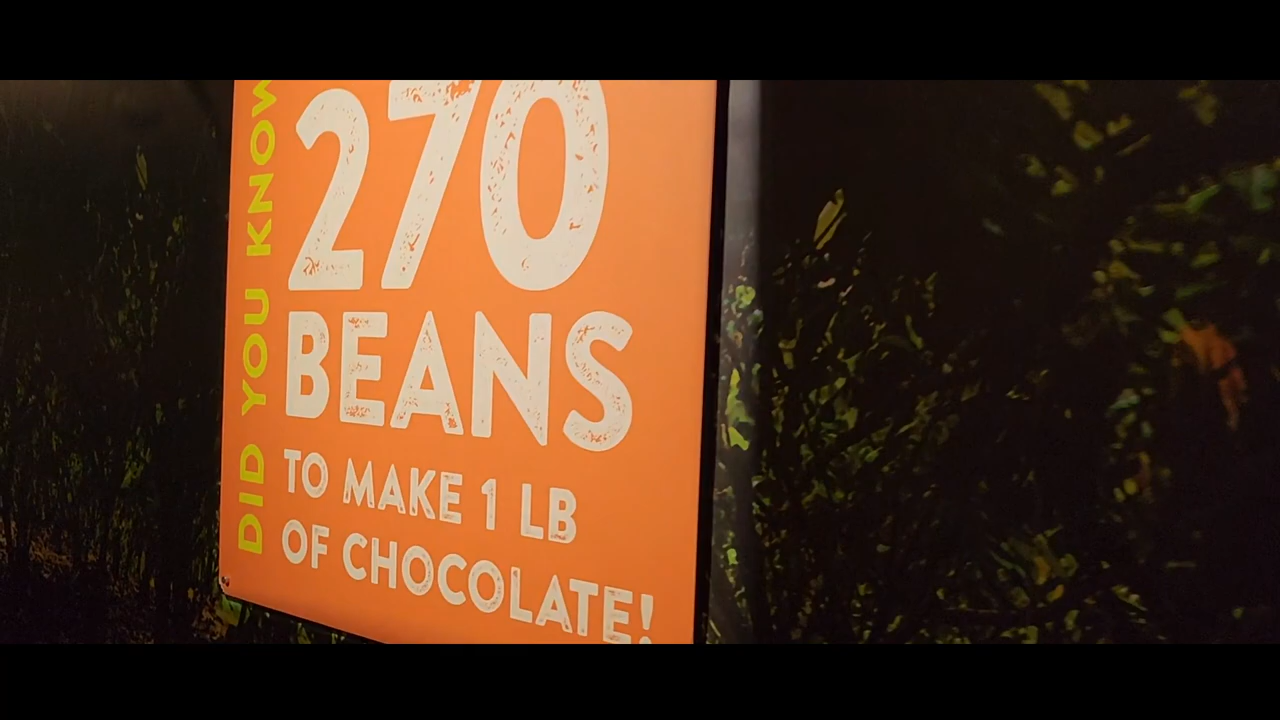 DID YOU KNOW
270
BEANS
TO MAKE 1 LB
OF CHOCOLATE!